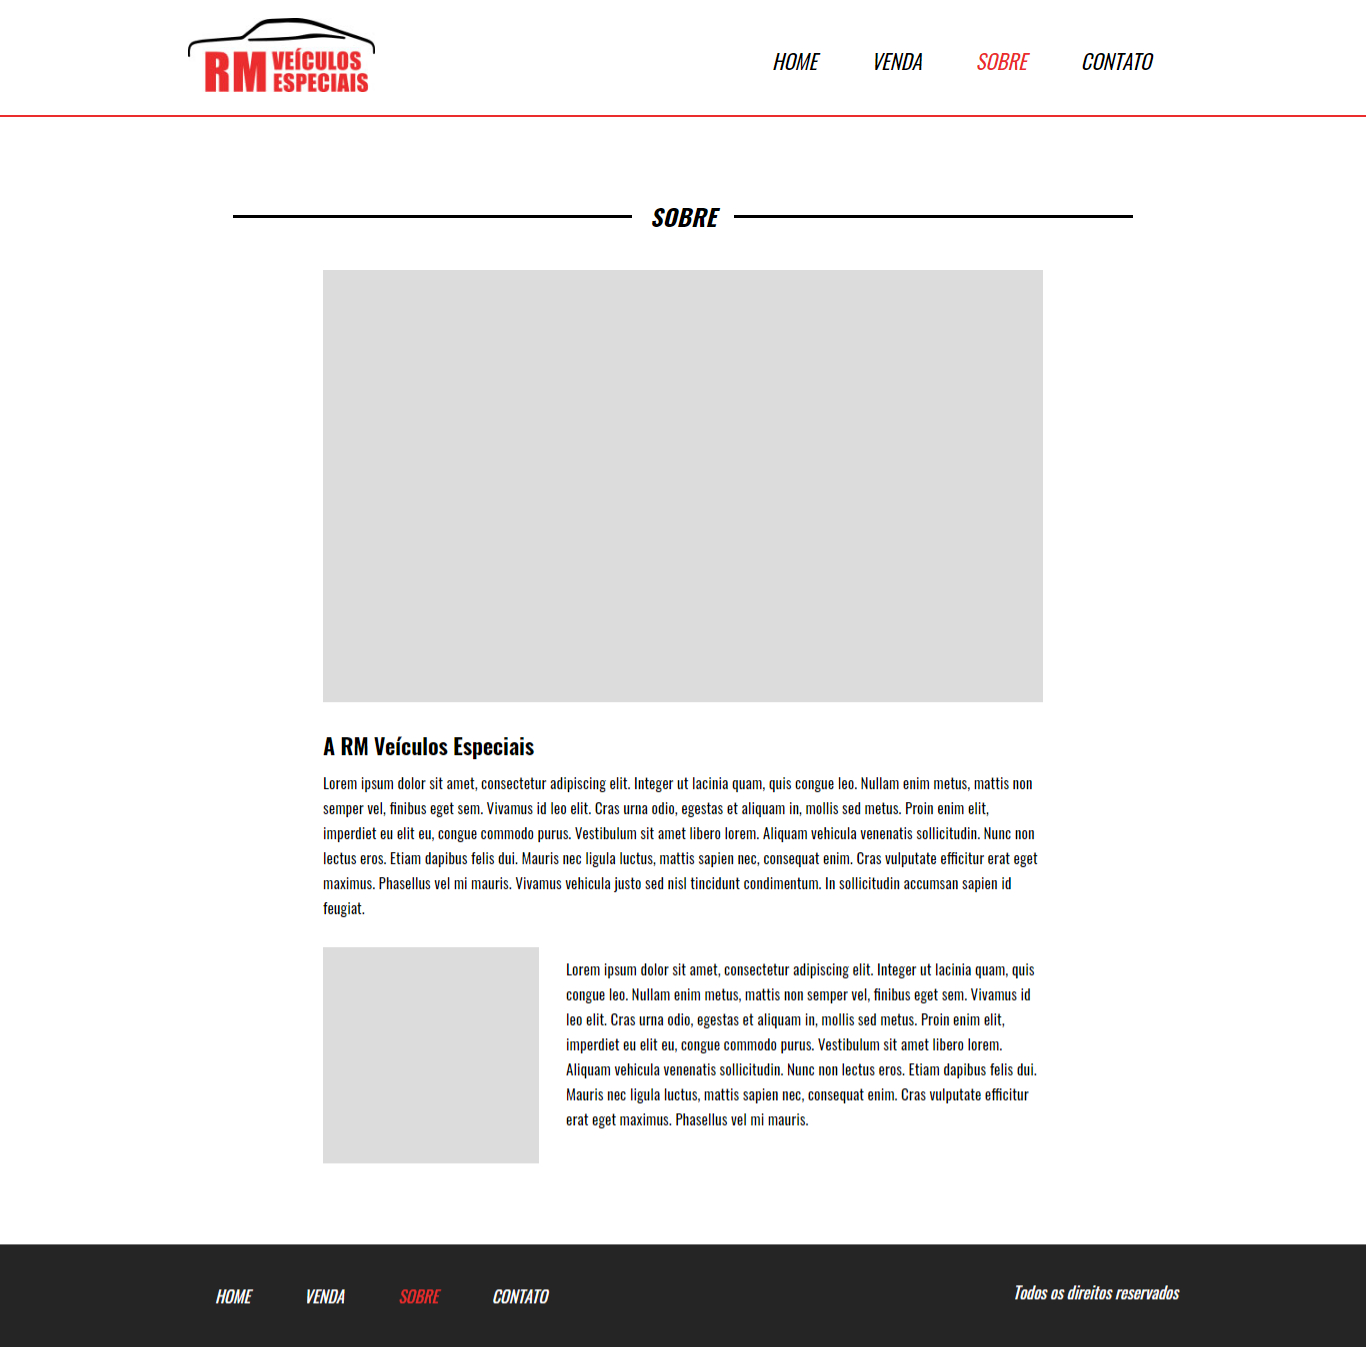 RM VEÍCULOS
ESPECIAIS
HOME VENDA SOBRE CONTATO
SOBRE
A RM Veículos Especiais
Lorem ipsum dolor sit amet, consectetur adipiscing elit. Integer ut lacinia quam, quis congue leo. Nullam enim metus, mattis non
semper vel, finibus eget sem. Vivamus id leo elit. Cras urna odio, egestas et aliquam in, mollis sed metus. Proin enim elit,
imperdiet eu elit eu, congue commodo purus. Vestibulum sit amet libero lorem. Aliquam vehicula venenatis sollicitudin. Nunc non
lectus eros. Etiam dapibus felis dui. Mauris nec ligula luctus, mattis sapien nec, consequat enim. Cras vulputate efficitur erat eget
maximus. Phasellus vel mi mauris. Vivamus vehicula justo sed nisl tincidunt condimentum. In sollicitudin accumsan sapien id
feugiat.
Lorem ipsum dolor sit amet, consectetur adipiscing elit. Integer ut lacinia quam, quis
congue leo. Nullam enim metus, mattis non semper vel, finibus eget sem. Vivamus id
leo elit. Cras urna odio, egestas et aliquam in, mollis sed metus. Proin enim elit,
imperdiet eu elit eu, congue commodo purus. Vestibulum sit amet libero lorem.
Aliquam vehicula venenatis sollicitudin. Nunc non lectus eros. Etiam dapibus felis dui.
Mauris nec ligula luctus, mattis sapien nec, consequat enim. Cras vulputate efficitur
erat eget maximus. Phasellus vel mi mauris.
HOME VENDA SOBRE CONTATO
Todos os direitos reservados